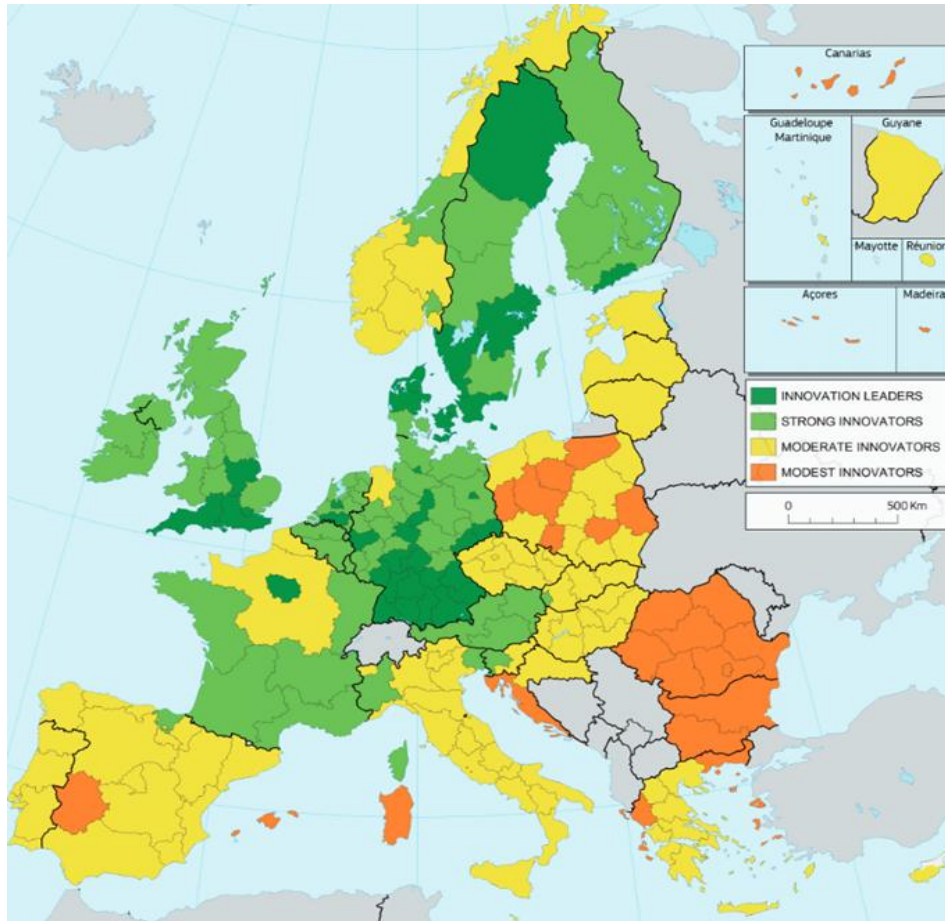 Canarias
Guadeloupe
Martinique
Guyane
Mayotte
Réunion
Açores
Madeira
INNOVATION LEADERS
STRONG INNOVATORS
MODERATE INNOVATORS
MODEST INNOVATORS
0 500 Km